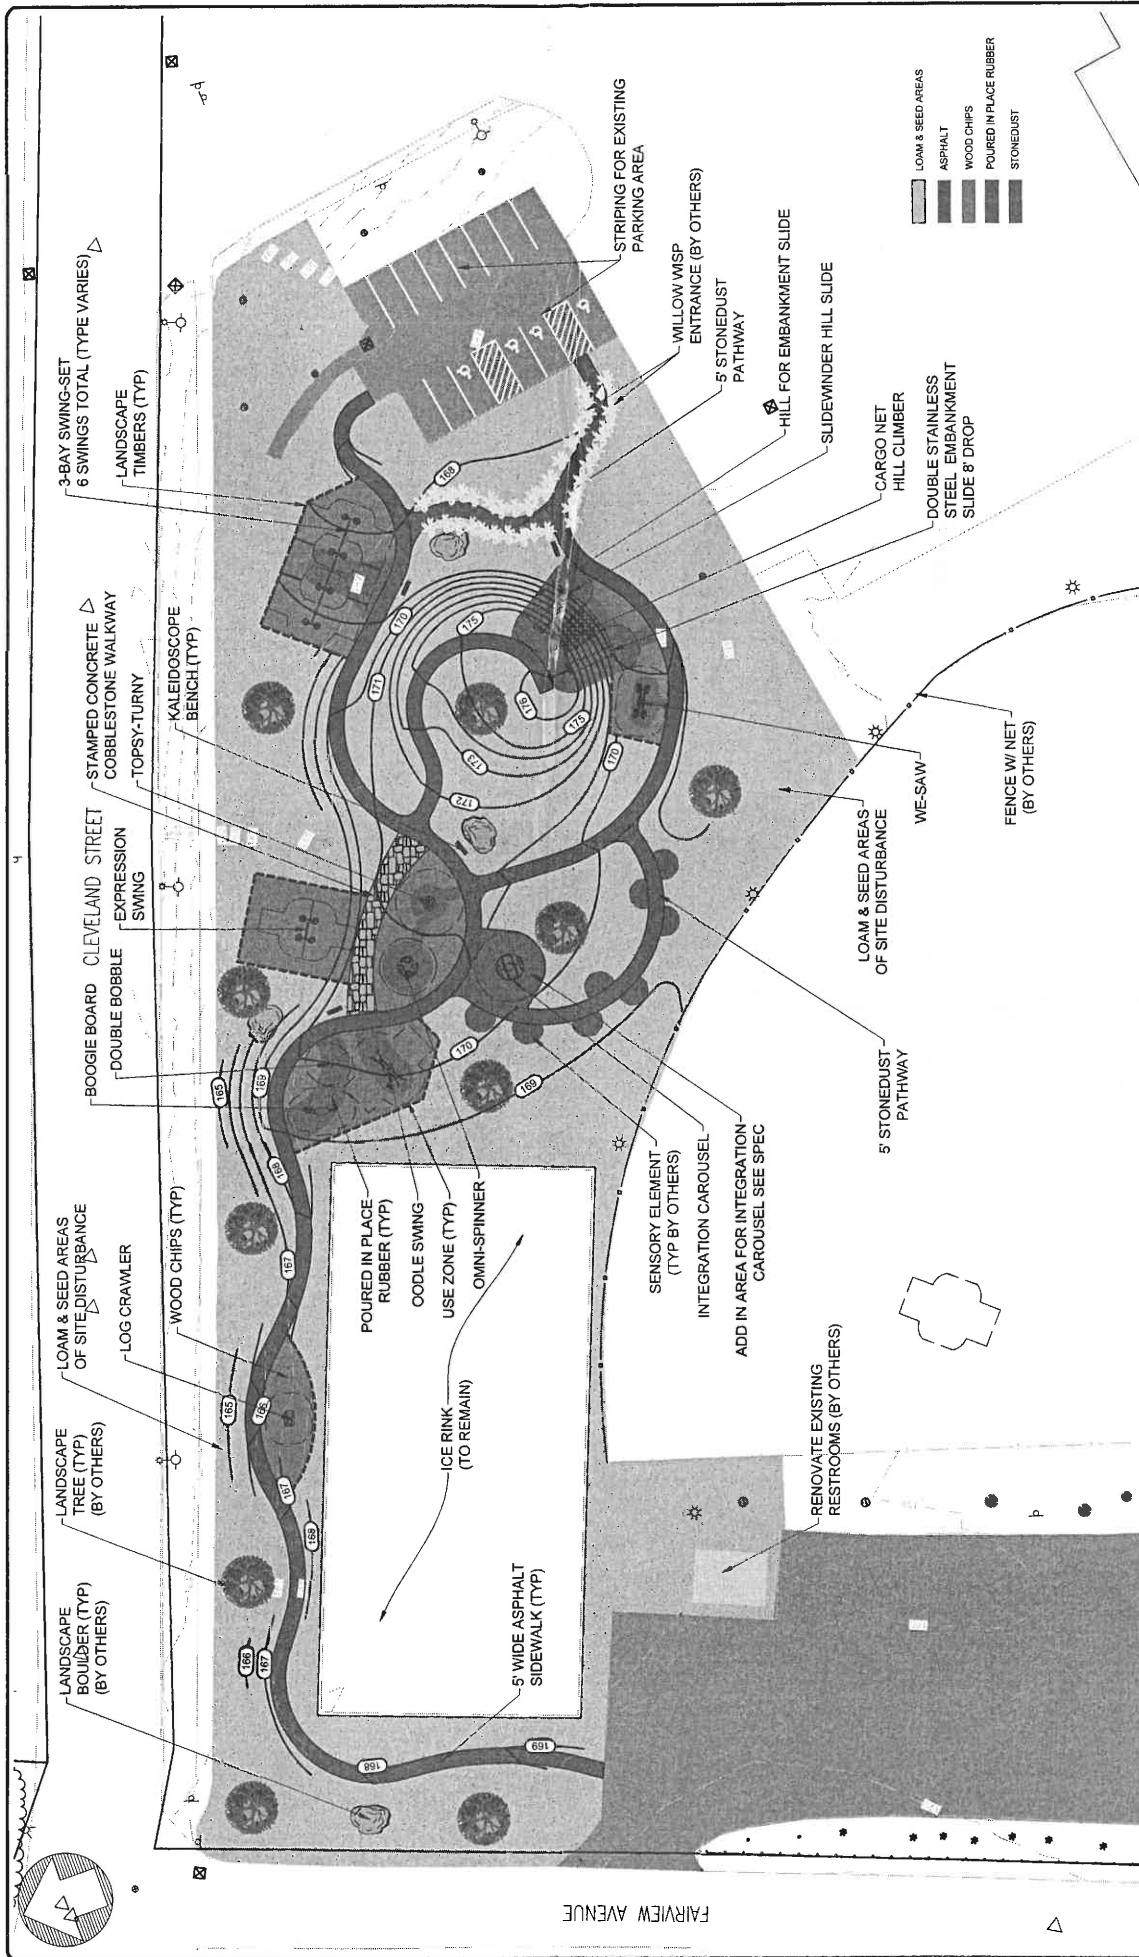 3-BAY SWING-SET
6 SWINGS TOTAL (TYPE VARIES)
LANDSCAPE
TIMBERS (TYP)
STAMPED CONCRETE
COBBLESTONE WALKWAY
TOPSY-TURNY
KALEIDOSCOPE
BENCH (TYP)
CLEVELAND STREET
EXPRESSION
SWING
BOOGIE BOARD
DOUBLE BOBBLE
LOAM & SEED AREAS
OF SITE DISTURBANCE
LOG CRAWLER
WOOD CHIPS (TYP)
LANDSCAPE
TREE (TYP)
(BY OTHERS)
LANDSCAPE
BOULDER (TYP)
(BY OTHERS)
STRIPING FOR EXISTING
PARKING AREA
WILLOW WISP
ENTRANCE (BY OTHERS)
5' STONEDUST
PATHWAY
HILL FOR EMBANKMENT SLIDE
SLIDEWINDER HILL SLIDE
CARGO NET
HILL CLIMBER
DOUBLE STAINLESS
STEEL EMBANKMENT
SLIDE 8' DROP
WE-SAW
FENCE W/ NET
(BY OTHERS)
LOAM & SEED AREAS
OF SITE DISTURBANCE
5' STONEDUST
PATHWAY
POURED IN PLACE
RUBBER (TYP)
OODLE SWING
USE ZONE (TYP)
OMNI-SPINNER
SENSORY ELEMENT
(TYP BY OTHERS)
INTEGRATION CAROUSEL
ADD IN AREA FOR INTEGRATION
CAROUSEL SEE SPEC
ICE RINK
(TO REMAIN)
RENOVATE EXISTING
RESTROOMS (BY OTHERS)
5' WIDE ASPHALT
SIDEWALK (TYP)
FAIRVIEW AVENUE
LOAM & SEED AREAS
ASPHALT
WOOD CHIPS
POURED IN PLACE RUBBER
STONEDUST
168
170
171
175
176
175
173
172
170
170
169
165
169
168
167
165
166
167
168
166
167
168
169